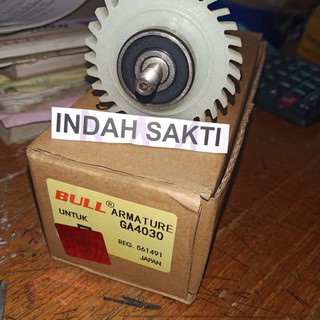 INDAH SAKTI
BULL® ARMATURE
UNTUK GA4030
REG. 561491
JAPAN